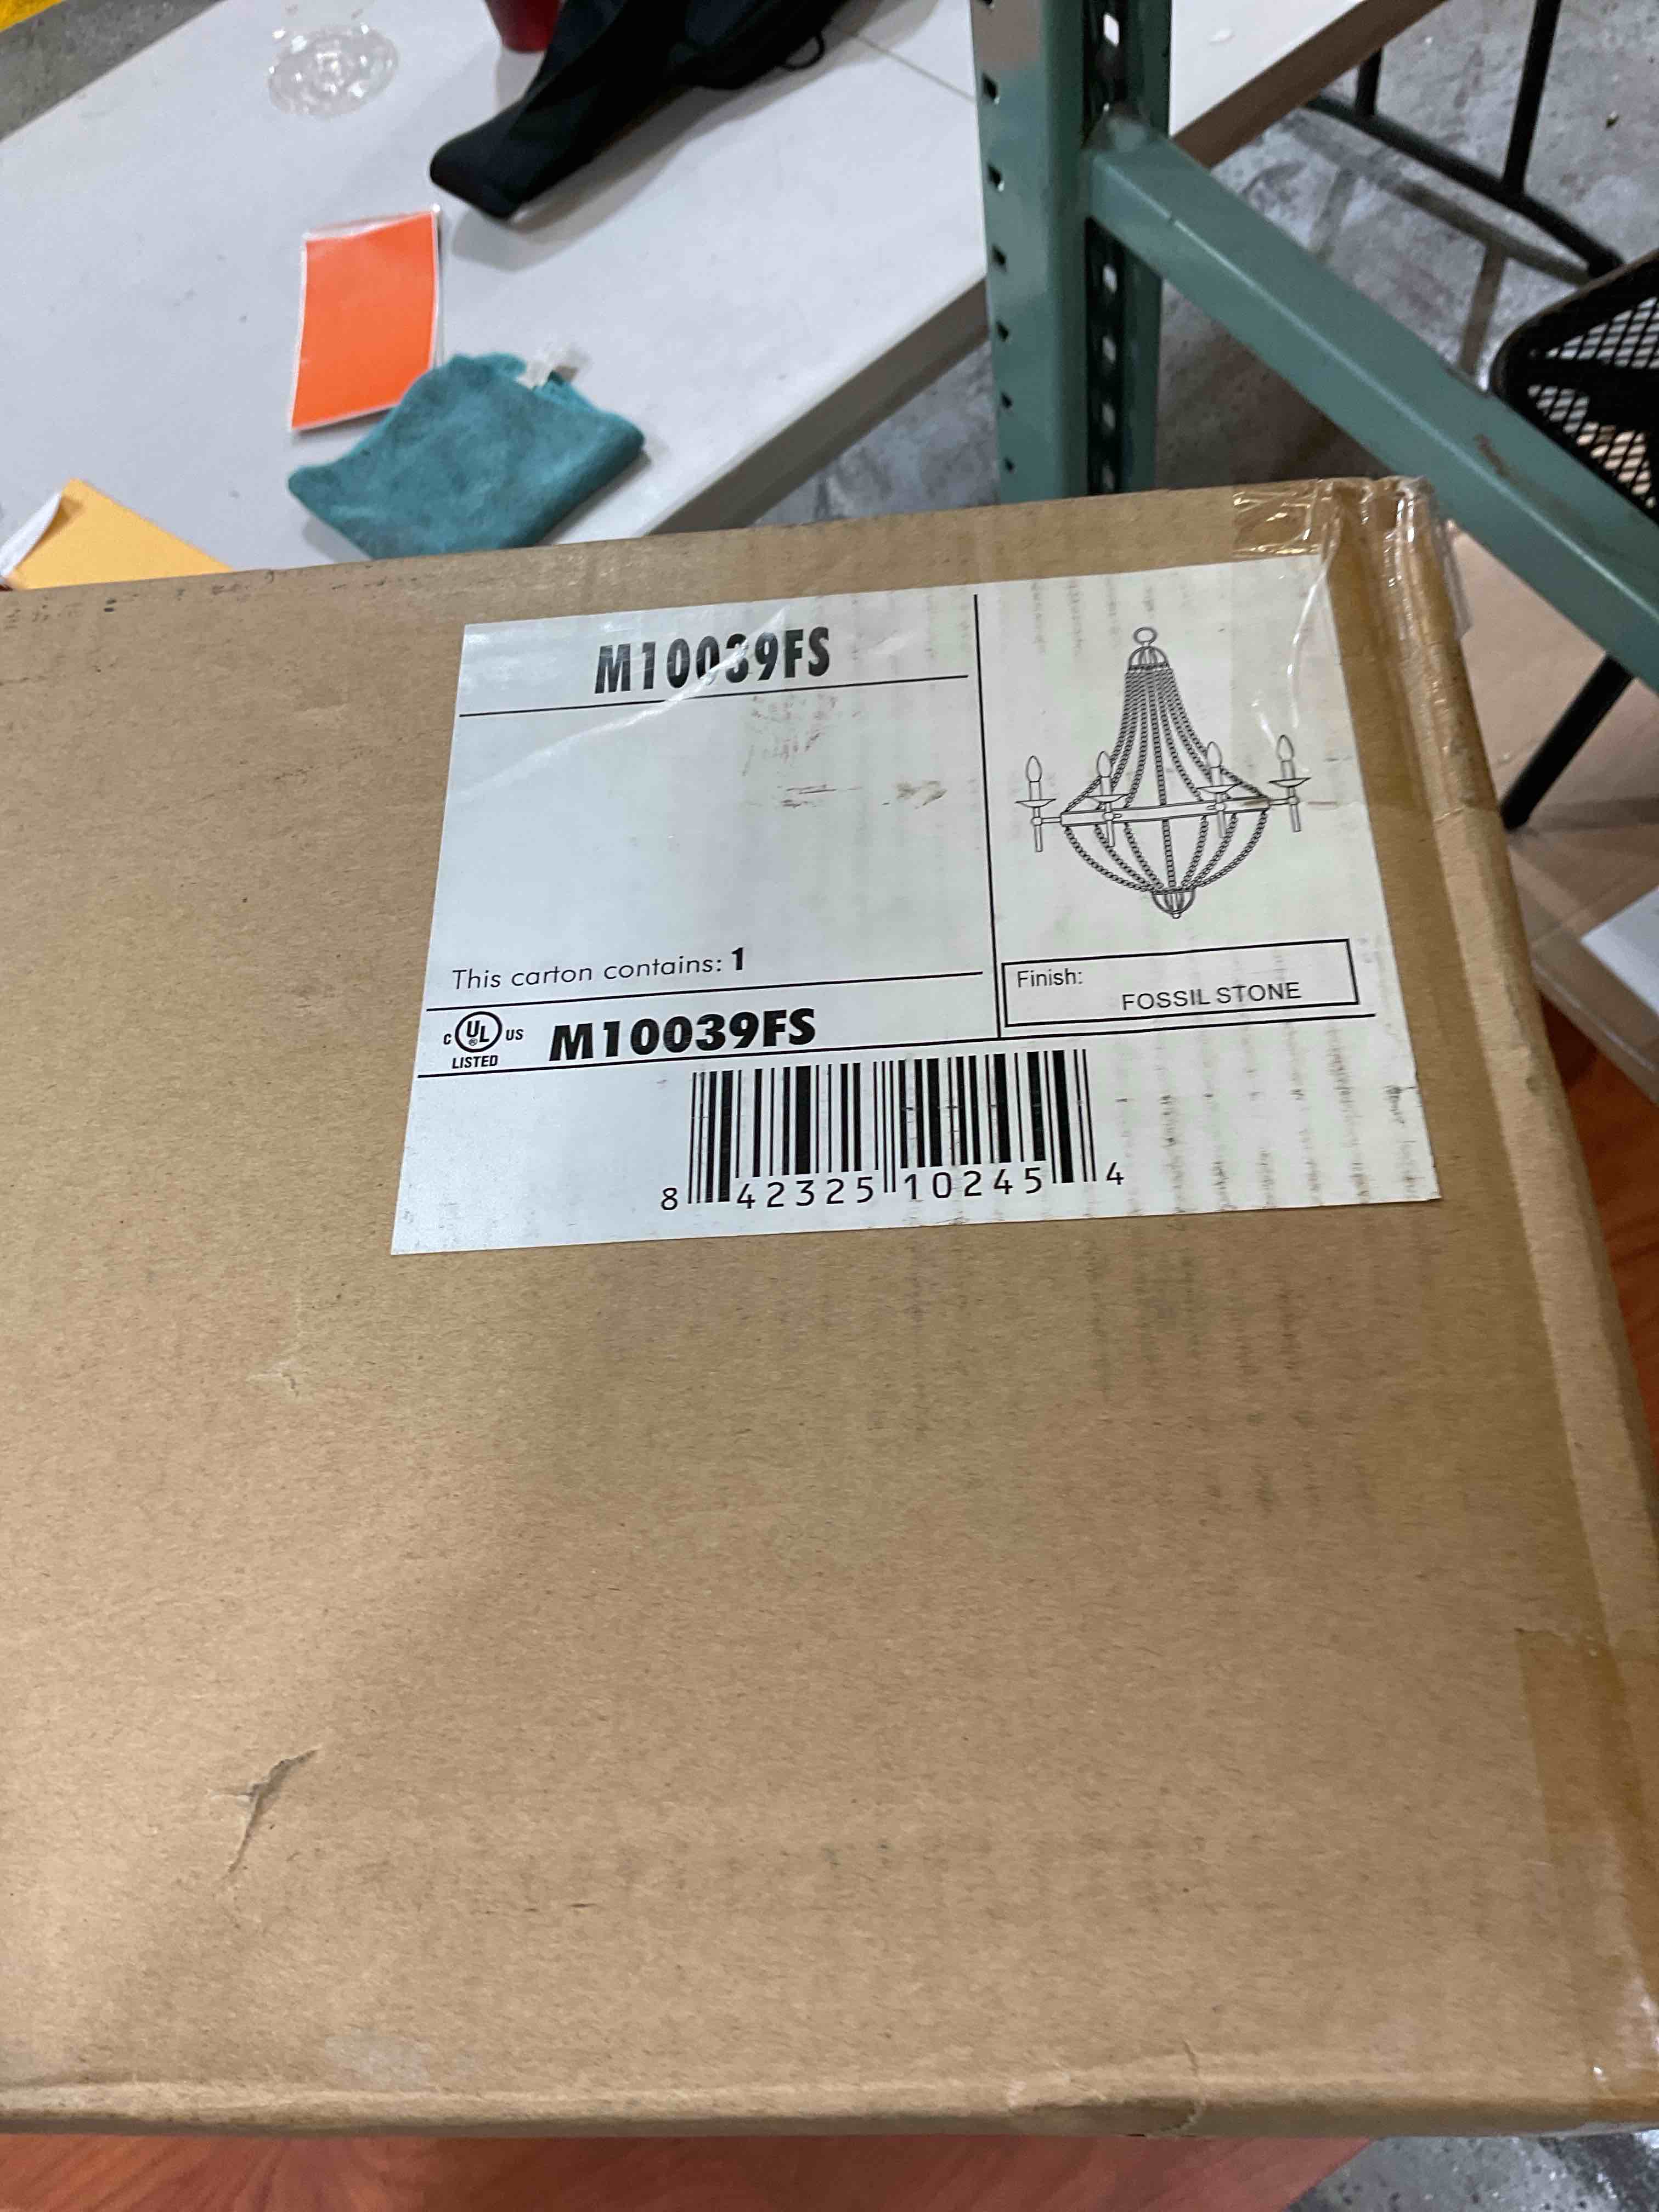 M10039FS
This carton contains: 1
Finish:
FOSSIL STONE
C UL ® US
LISTED
M10039FS
8 42325 10245 4